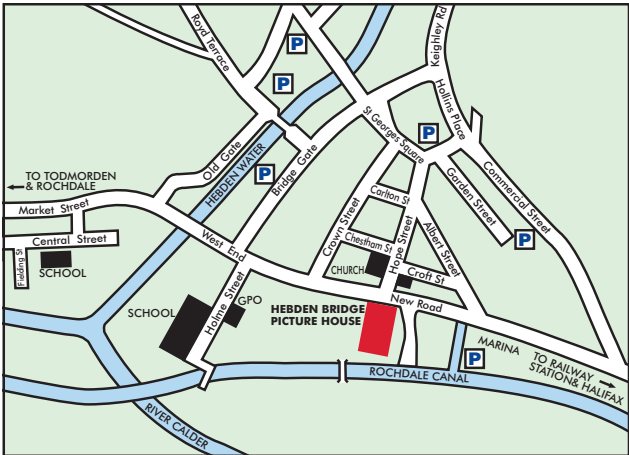 Royd Terrace
Keighley Rd
P
P
Hollins Place
St Georges Square
P
Old Gate
HEBDEN WATER
P
Bridge Gate
TO TODMORDEN
& ROCHDALE
Market Street
Carlton St
Garden Street
Commercal Street
Central Street
Fielding St
SCHOOL
West End
Crown Street
Chestham St
Hope Street
Albert Street
P
CHURCH
Croft St
New Road
SCHOOL
Holme Street
GPO
HEBDEN BRIDGE
PICTURE HOUSE
P
MARINA
TO RAILWAY
STATION& HALIFAX
ROCHDALE CANAL
RIVER CALDER